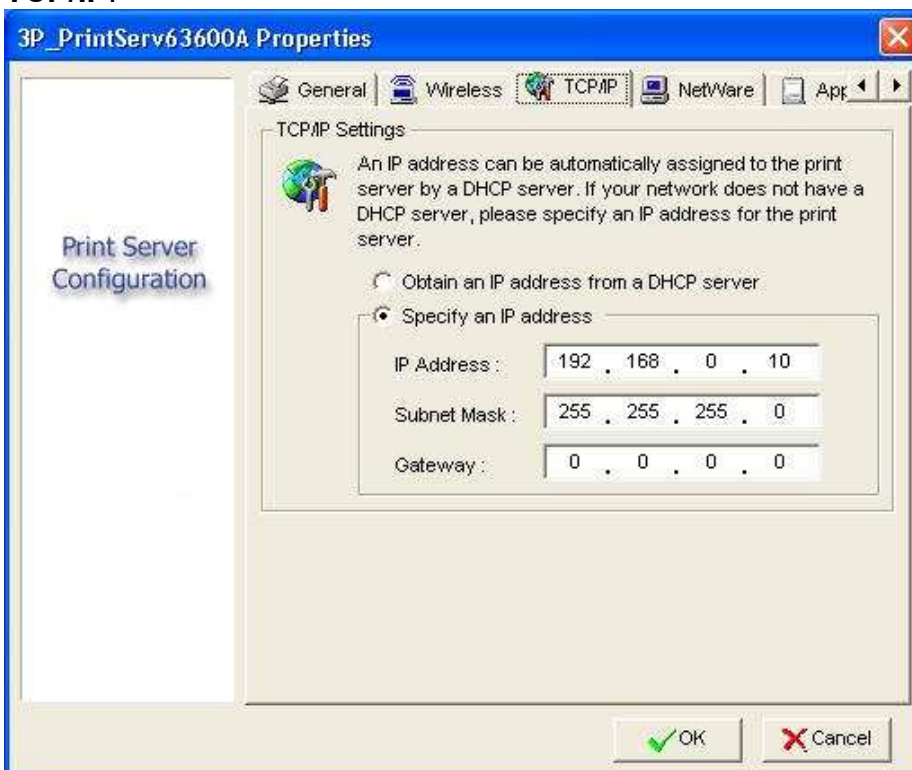 3P_PrintServ63600A Properties
General
Wireless
TCP/IP
NetWare
TCP/IP Settings
An IP address can be automatically assigned to the print
server by a DHCP server. If your network does not have a
DHCP server, please specify an IP address for the print
server.
Print Server
Configuration
Obtain an IP address from a DHCP server
Specify an IP address
IP Address : 192 . 168 . 0 . 10
Subnet Mask : 255 . 255 . 255 . 0
Gateway : 0 . 0 . 0 . 0
OK
Cancel